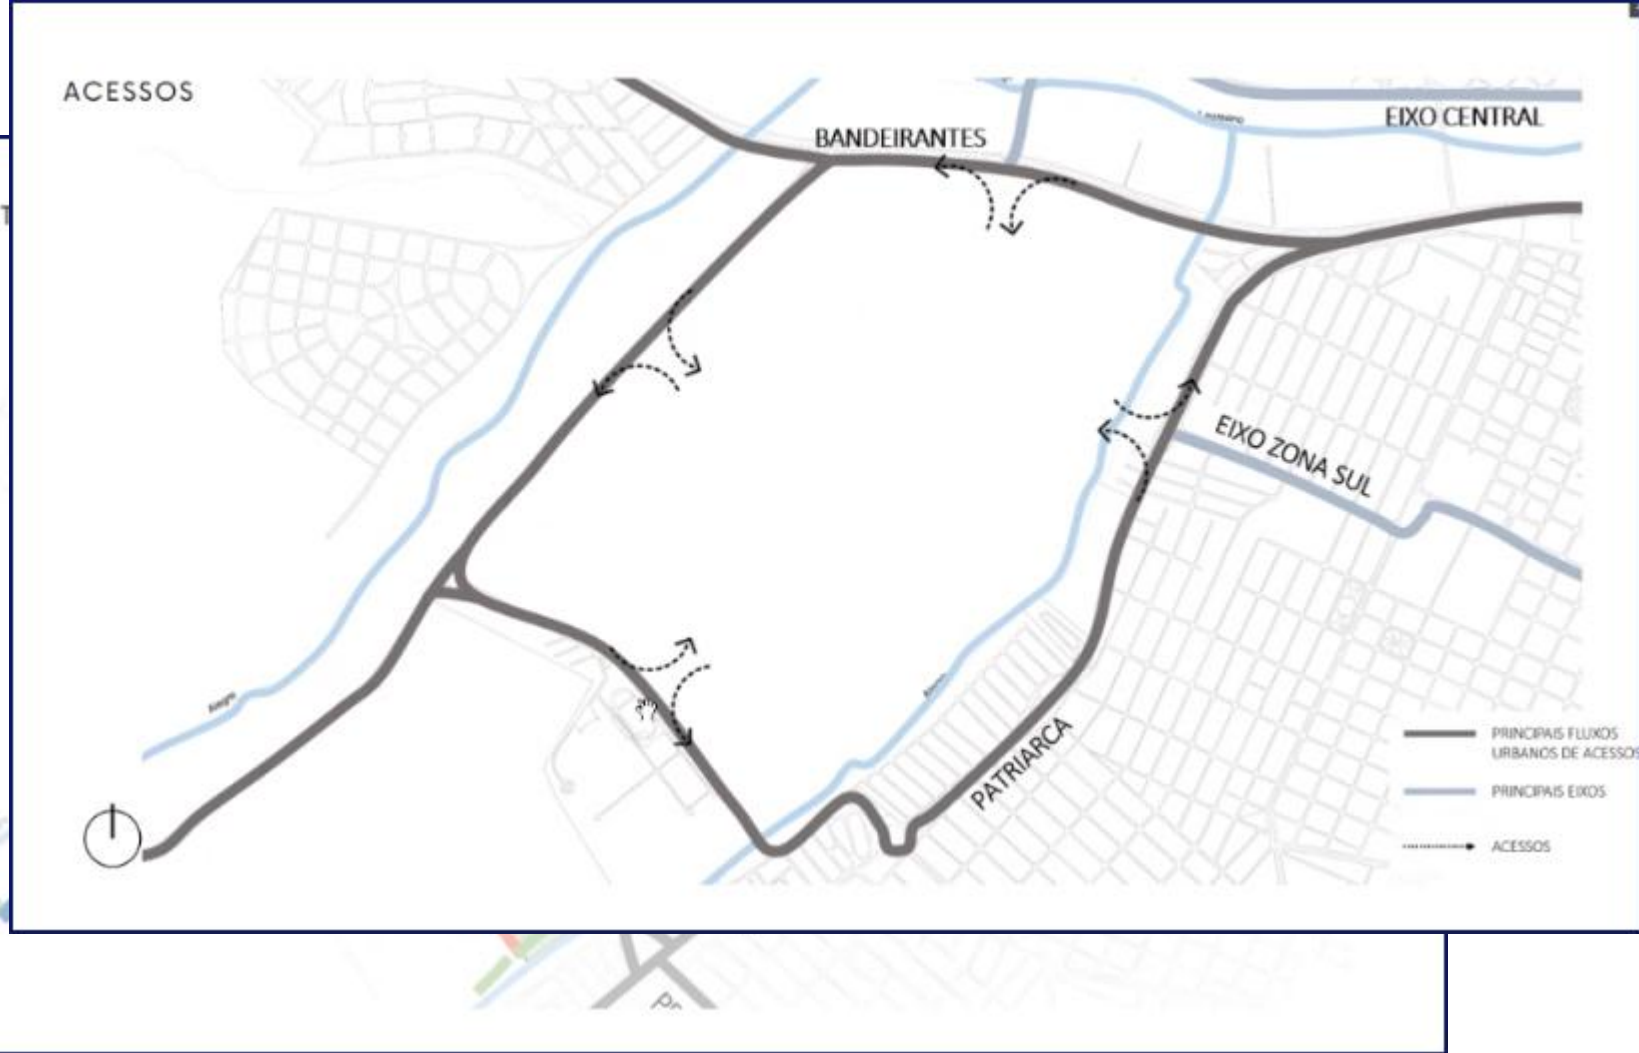 ACESSOS
BANDEIRANTES
EIXO CENTRAL
EIXO ZONA SUL
PATRIARCA
PRINCIPAIS FLUXOS
URBANOS DE ACESSOS
PRINCIPAIS EIXOS
ACESSOS